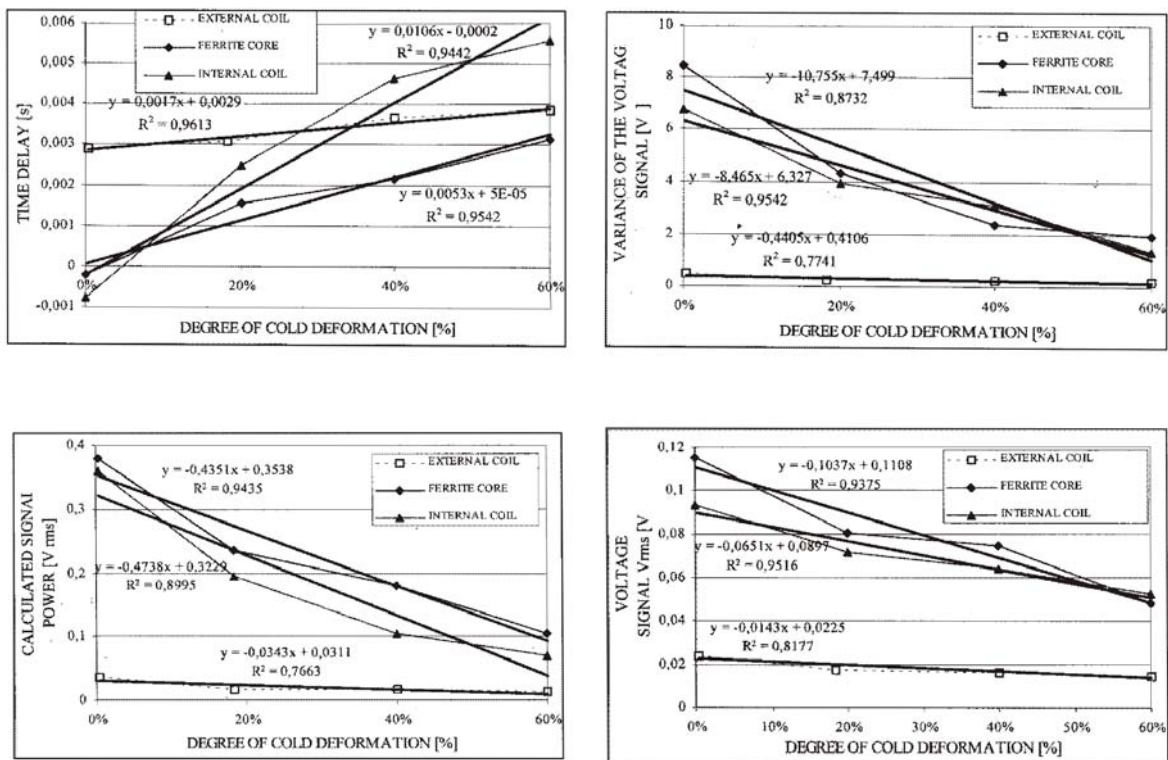 0,006
0,005
0,004
0,003
0,002
0,001
0
-0,001
TIME DELAY [s]
EXTERNAL COIL
FERRITE CORE
INTERNAL COIL
y = 0,0106x - 0,0002
R² = 0,9442
y = 0,0017x + 0,0029
R² = 0,9613
y = 0,0053x + 5E-05
R² = 0,9542
0% 20% 40% 60%
DEGREE OF COLD DEFORMATION [%]
10
8
6
4
2
0
VARIANCE OF THE VOLTAG
SIGNAL [V
EXTERNAL COIL
FERRITE CORE
INTERNAL COIL
y = -10,755x + 7,499
R² = 0,8732
y = -8,465x + 6,327
R² = 0,9542
y = -0,4405x + 0,4106
R² = 0,7741
0% 20% 40% 60%
DEGREE OF COLD DEFORMATION [%]
0,4
0,3
0,2
0,1
0
CALCULATED SIGNAI
POWER [V rms]
EXTERNAL COIL
FERRITE CORE
INTERNAL COIL
y = -0,4351x + 0,3538
R² = 0,9435
y = -0,4738x + 0,3229
R² = 0,8995
y = -0,0343x + 0,0311
R² = 0,7663
0% 20% 40% 60%
DEGREE OF COLD DEFORMATION [%]
0,12
0,1
0,08
0,06
0,04
0,02
0
VOLTAGE
SIGNAL Vrms [V
EXTERNAL COIL
FERRITE CORE
INTERNAL COIL
y = -0,1037x + 0,1108
R² = 0,9375
y = -0,0651x + 0,0897
R² = 0,9516
y = -0,0143x + 0,0225
R² = 0,8177
0% 10% 20% 30% 40% 50% 60%
DEGREE OF COLD DEFORMATION [%]